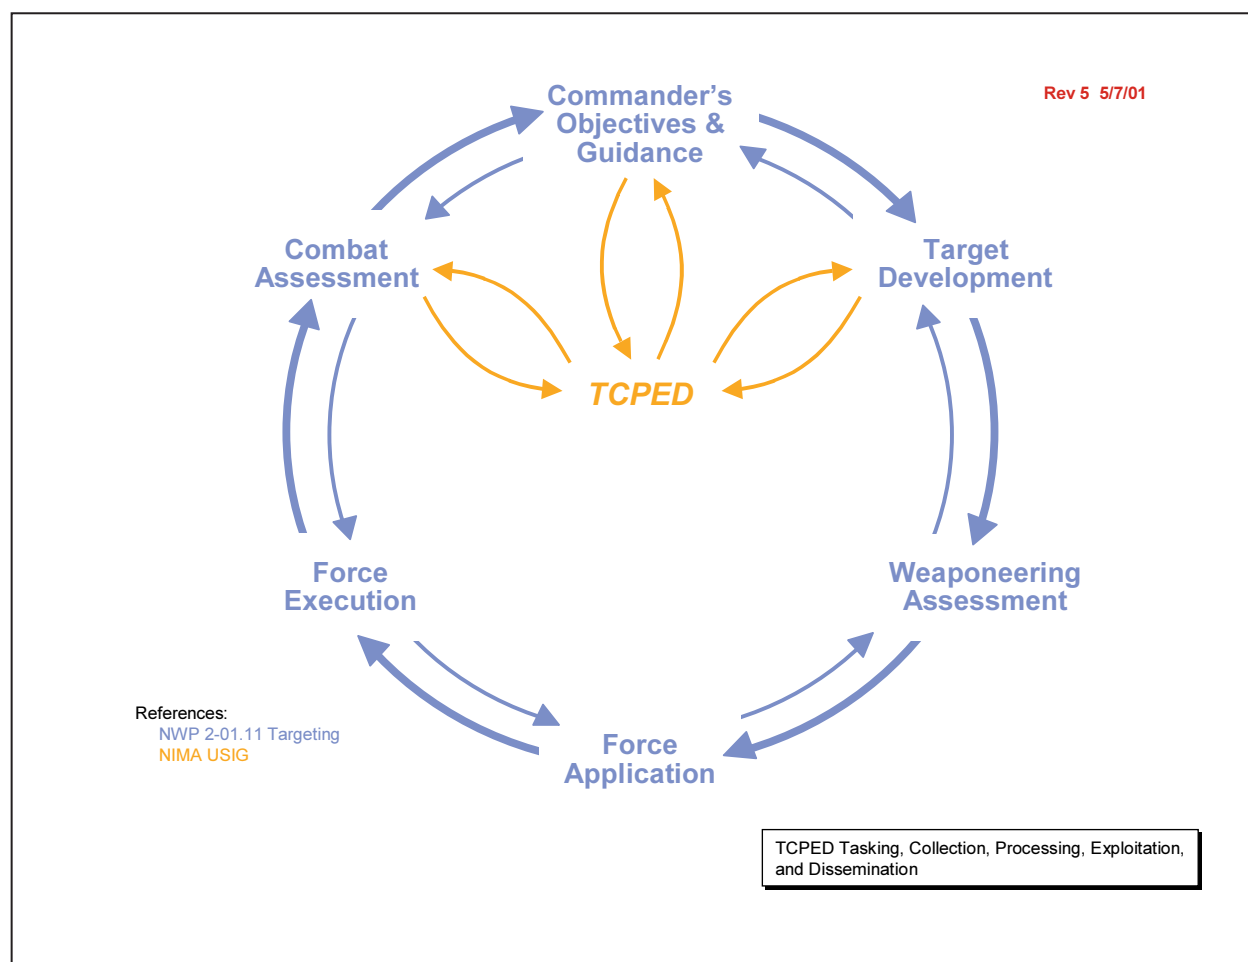 Commander's
Objectives &
Guidance
Rev 5 5/7/01
Combat
Assessment
Target
Development
TCPED
Force
Execution
Weaponeering
Assessment
References:
NWP 2-01.11 Targeting
NIMA USIG
Force
Application
TCPED Tasking, Collection, Processing, Exploitation,
and Dissemination